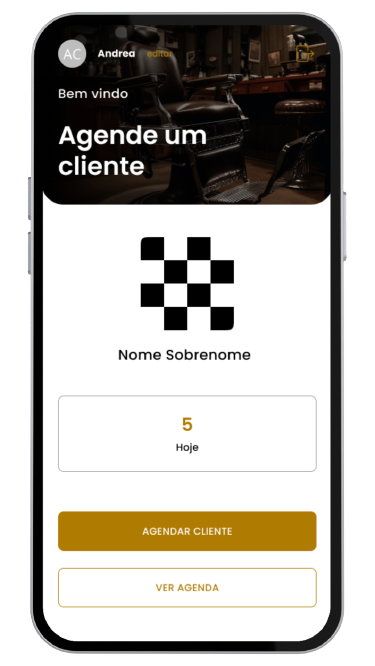 AC Andrea editar
Bem vindo
Agende um
cliente
Nome Sobrenome
5
Hoje
AGENDAR CLIENTE
VER AGENDA